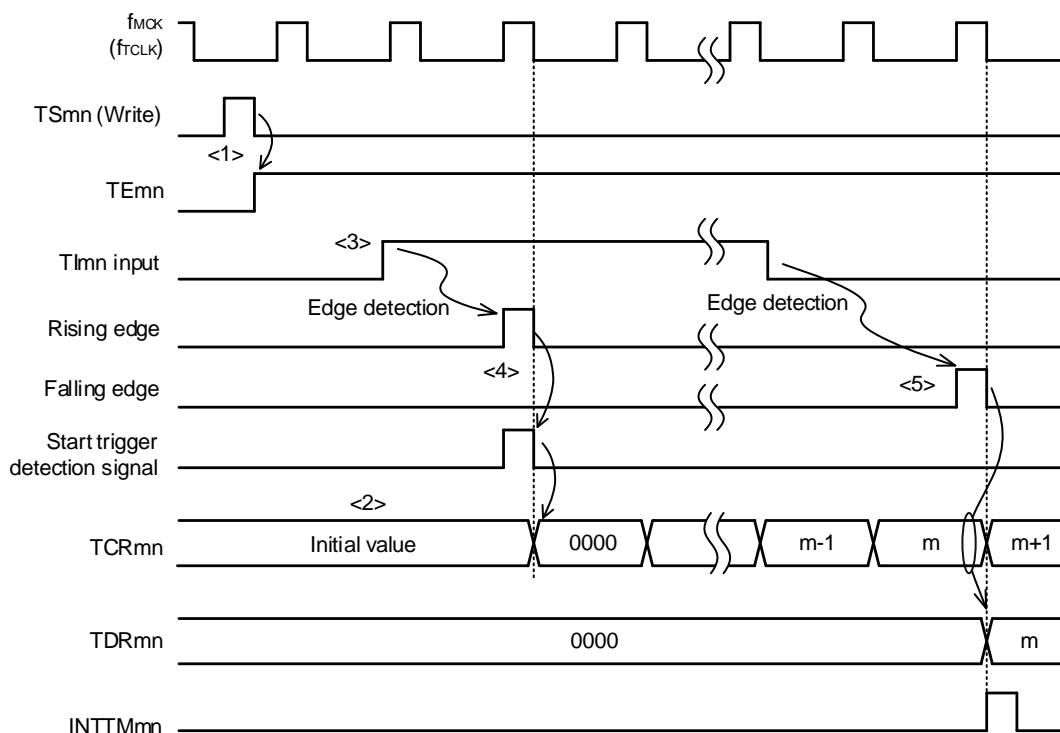 fMCK
(fTCLK)
TSmn (Write)
<1>
TEmn
<3>
TImn input
Edge detection
Edge detection
Rising edge
<4>
<5>
Falling edge
Start trigger
detection signal
<2>
TCRmn
Initial value
0000
m-1
m
m+1
TDRmn
0000
m
INTTMmn